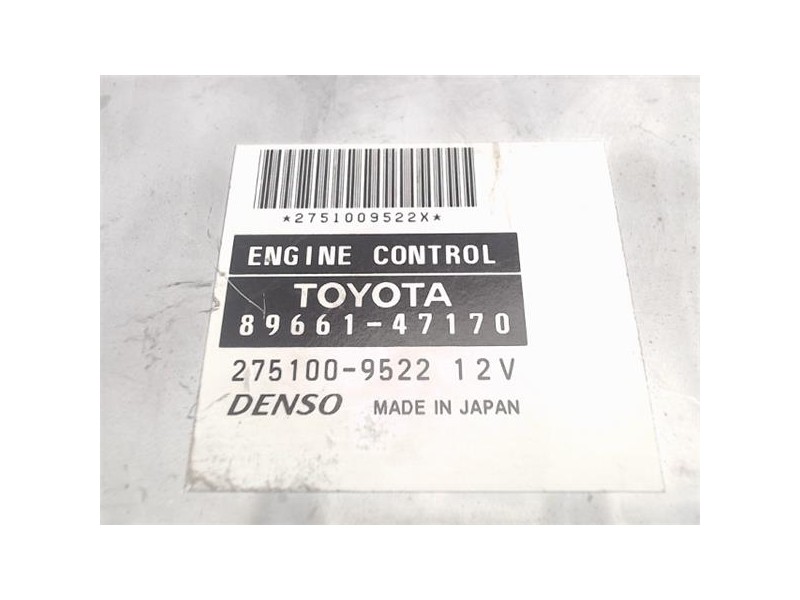 *2751009522X*
ENGINE CONTROL
TOYOTA
89661-47170
275100-9522 12V
DENSO MADE IN JAPAN